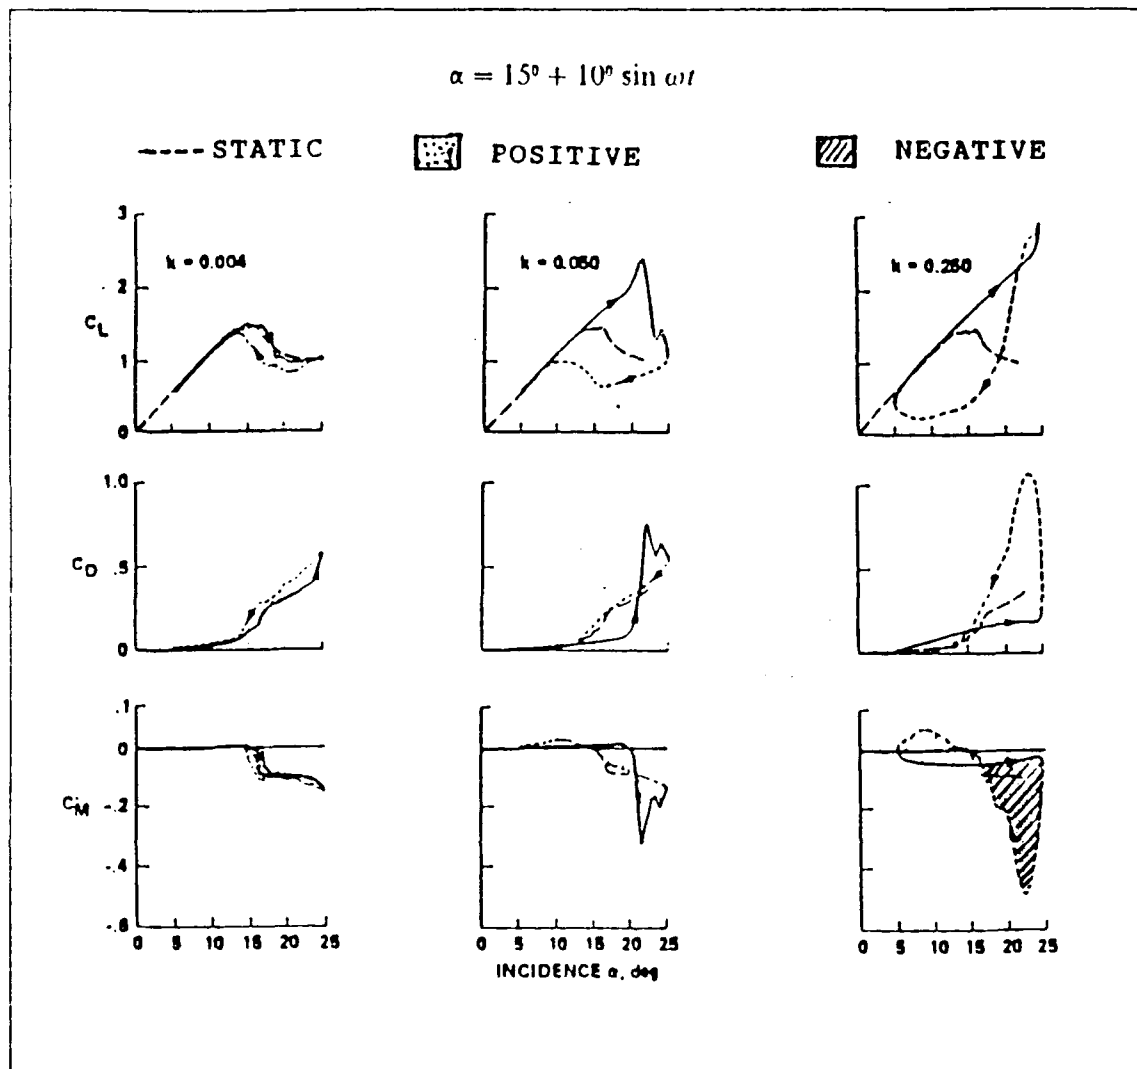 α = 15° + 10° sin ωt
STATIC POSITIVE NEGATIVE
3
2
1
0
C_L
k = 0.004
k = 0.050
k = 0.250
1.0
.5
0
C_D
.1
0
-.2
-.4
-.6
C_M
0 5 10 15 20 25
0 5 10 15 20 25
0 5 10 15 20 25
INCIDENCE α, deg